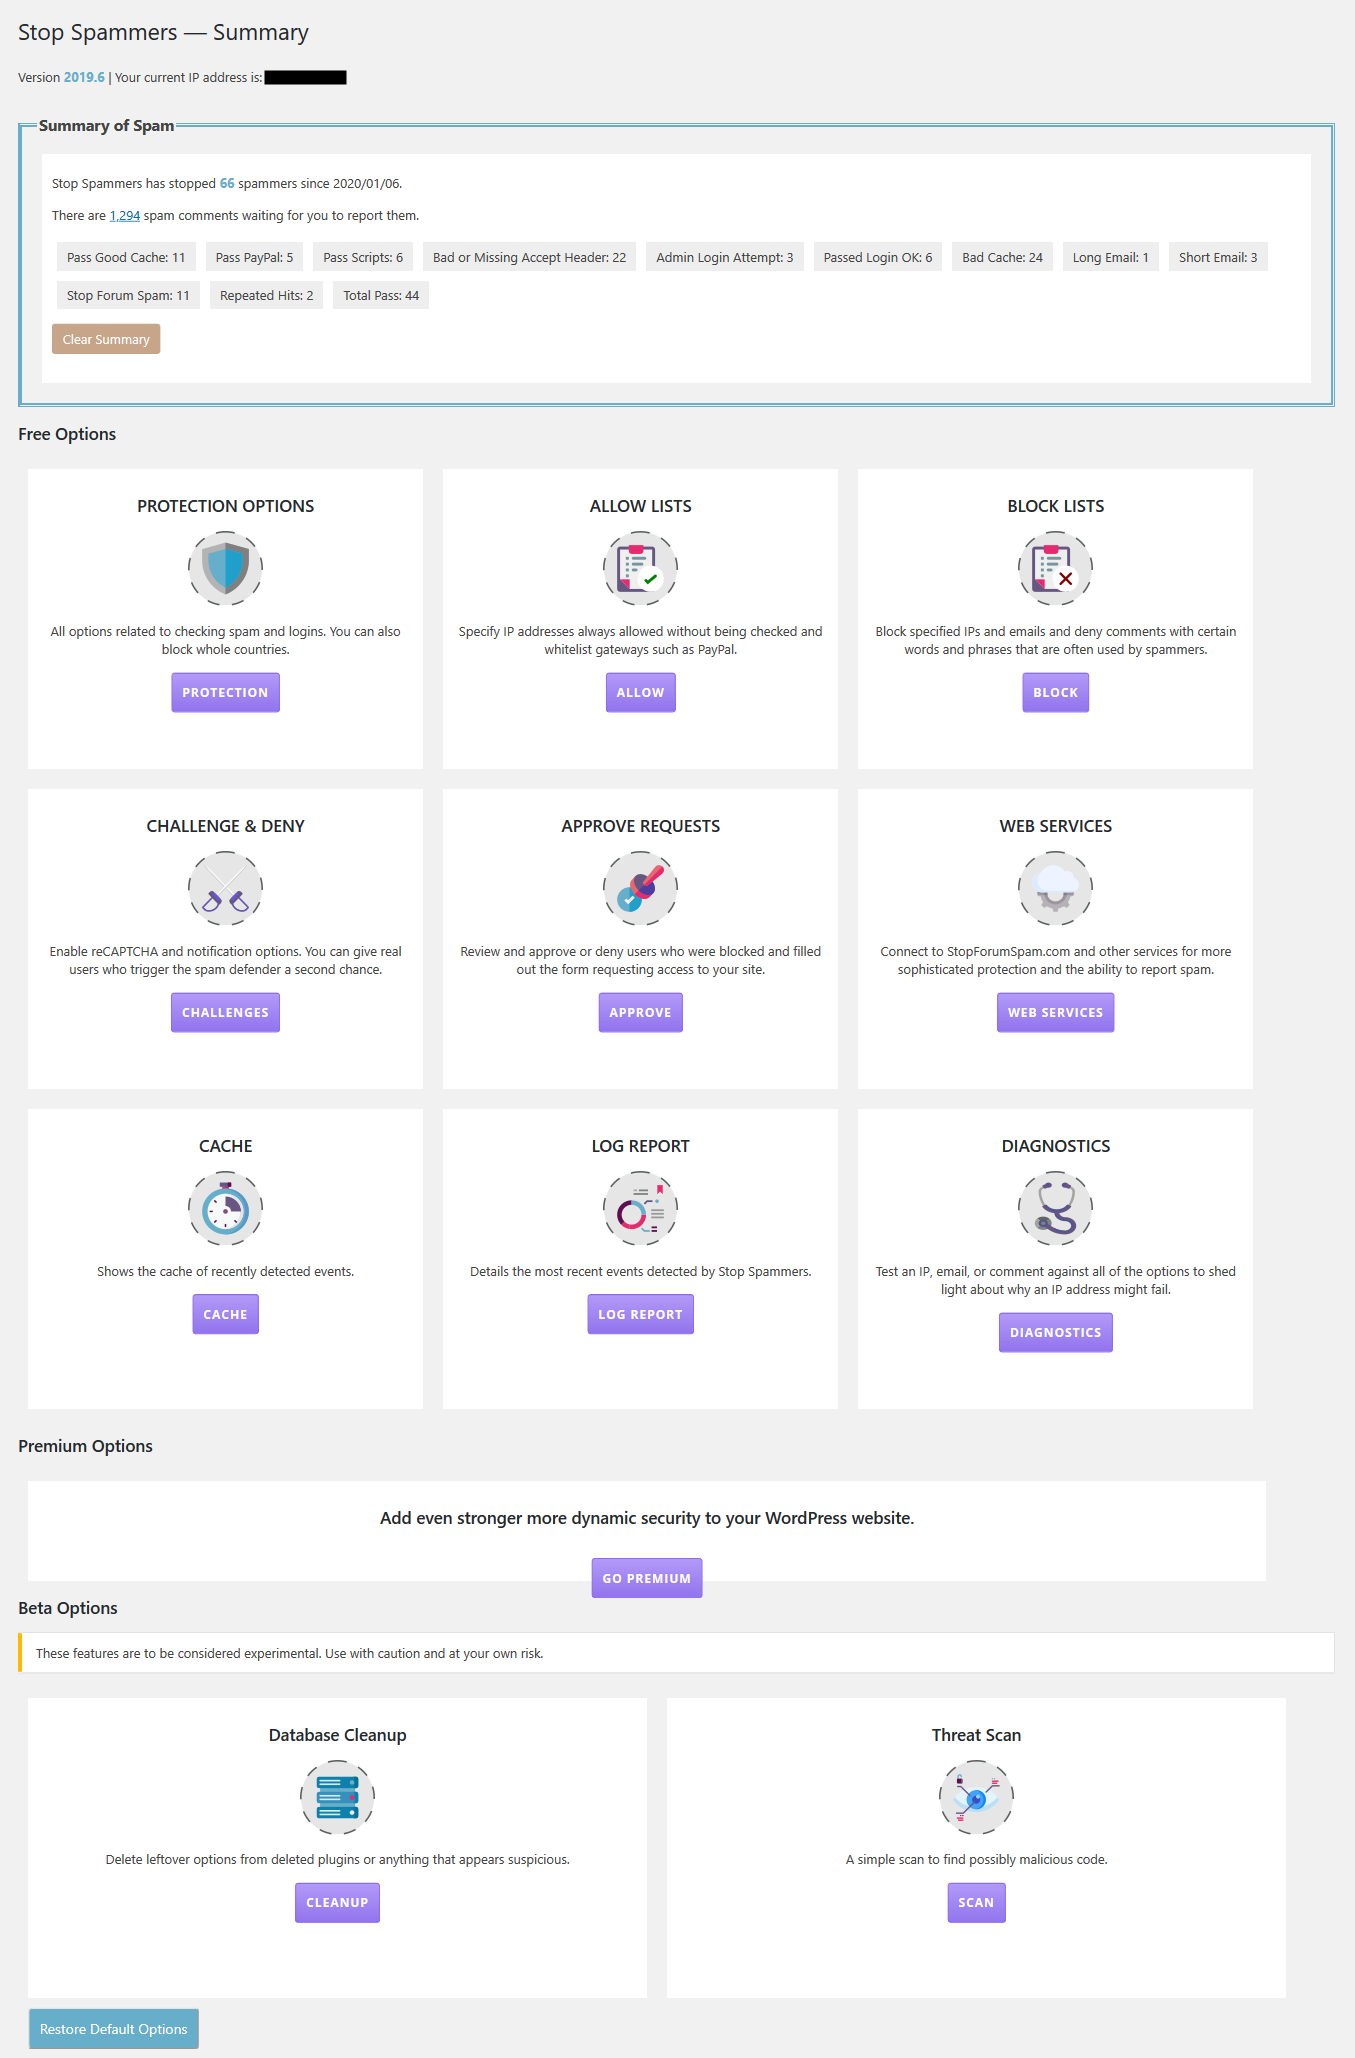 Stop Spammers — Summary
Version 2019.6 | Your current IP address is:
Summary of Spam
Stop Spammers has stopped 66 spammers since 2020/01/06.
There are 1,294 spam comments waiting for you to report them.
Pass Good Cache: 11 Pass PayPal: 5 Pass Scripts: 6 Bad or Missing Accept Header: 22 Admin Login Attempt: 3 Passed Login OK: 6 Bad Cache: 24 Long Email: 1 Short Email: 3
Stop Forum Spam: 11 Repeated Hits: 2 Total Pass: 44
Clear Summary
Free Options
PROTECTION OPTIONS
All options related to checking spam and logins. You can also
block whole countries.
PROTECTION
ALLOW LISTS
Specify IP addresses always allowed without being checked and
whitelist gateways such as PayPal.
ALLOW
BLOCK LISTS
Block specified IPs and emails and deny comments with certain
words and phrases that are often used by spammers.
BLOCK
CHALLENGE & DENY
Enable reCAPTCHA and notification options. You can give real
users who trigger the spam defender a second chance.
CHALLENGES
APPROVE REQUESTS
Review and approve or deny users who were blocked and filled
out the form requesting access to your site.
APPROVE
WEB SERVICES
Connect to StopForumSpam.com and other services for more
sophisticated protection and the ability to report spam.
WEB SERVICES
CACHE
Shows the cache of recently detected events.
CACHE
LOG REPORT
Details the most recent events detected by Stop Spammers.
LOG REPORT
DIAGNOSTICS
Test an IP, email, or comment against all of the options to shed
light about why an IP address might fail.
DIAGNOSTICS
Premium Options
Add even stronger more dynamic security to your WordPress website.
GO PREMIUM
Beta Options
These features are to be considered experimental. Use with caution and at your own risk.
Database Cleanup
Delete leftover options from deleted plugins or anything that appears suspicious.
CLEANUP
Threat Scan
A simple scan to find possibly malicious code.
SCAN
Restore Default Options